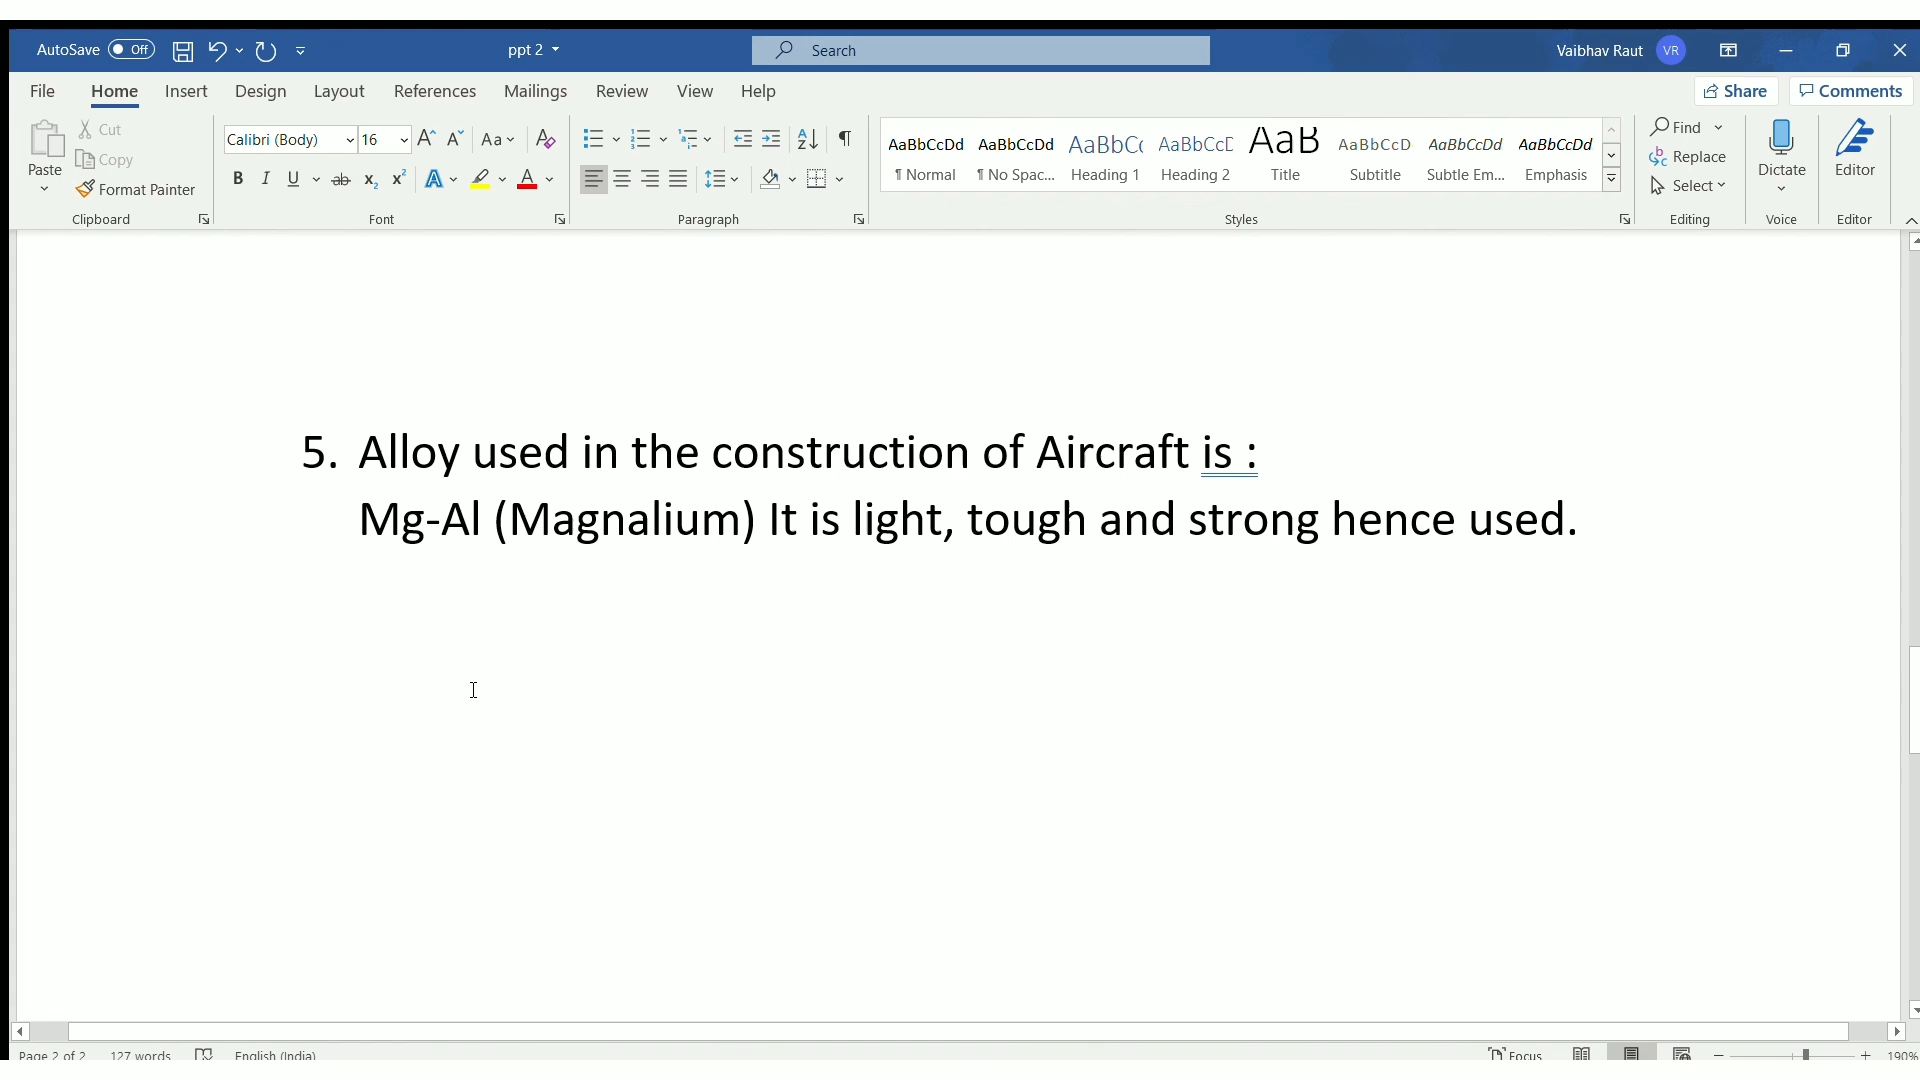 AutoSave Off ppt 2 Search Vaibhav Raut VR
File Home Insert Design Layout References Mailings Review View Help Share Comments
Paste Cut Copy Format Painter Clipboard
Calibri (Body) 16 Font
Paragraph
AaBbCcDd AaBbCcDd AaBbCc AaBbCcE AaB AaBbCcD AaBbCcDd AaBbCcDd
¶ Normal ¶ No Spac... Heading 1 Heading 2 Title Subtitle Subtle Em... Emphasis
Styles
Find Replace Select Editing
Dictate Voice
Editor Editor
5. Alloy used in the construction of Aircraft is :
Mg-Al (Magnalium) It is light, tough and strong hence used.
Page 2 of 2 127 words English (India) Focus 190%